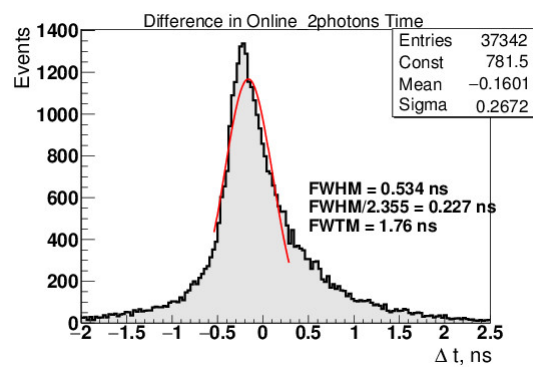 Difference in Online 2photons Time
Events
Entries 37342
Const 781.5
Mean −0.1601
Sigma 0.2672
FWHM = 0.534 ns
FWHM/2.355 = 0.227 ns
FWTM = 1.76 ns
1400
1200
1000
800
600
400
200
0
−2 −1.5 −1 −0.5 0 0.5 1 1.5 2 2.5
Δ t, ns